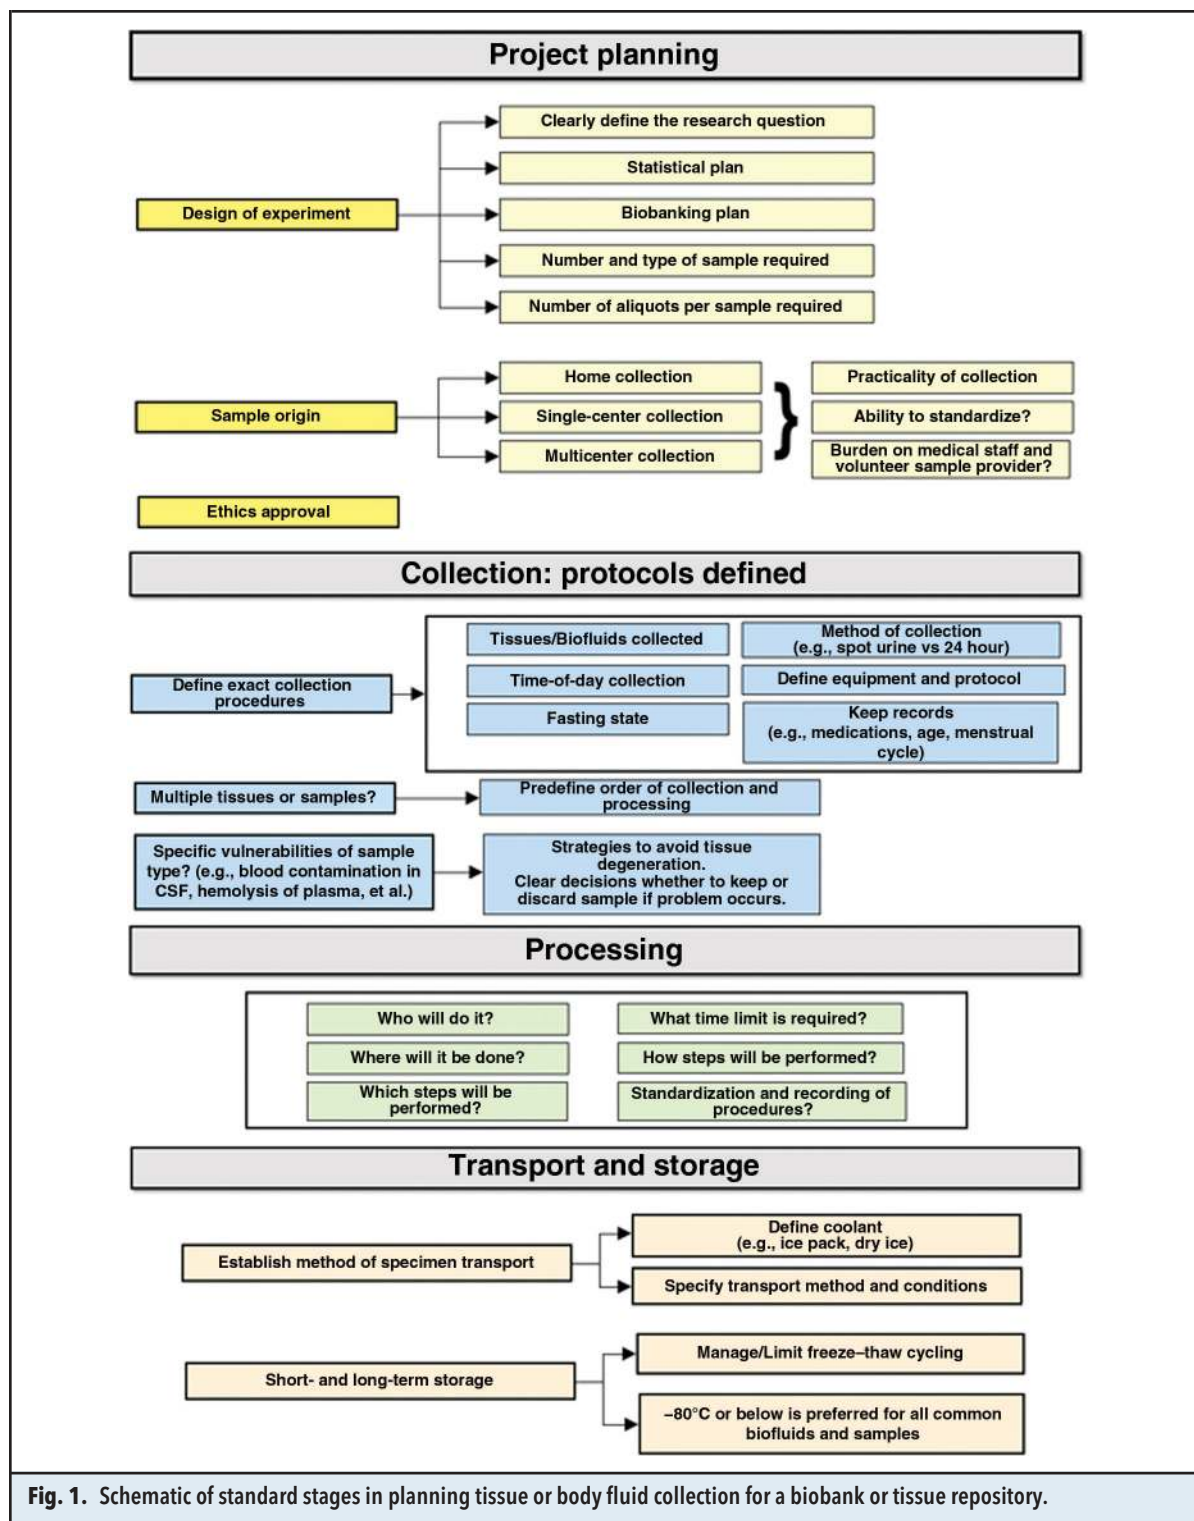 Project planning
Clearly define the research question
Statistical plan
Design of experiment
Biobanking plan
Number and type of sample required
Number of aliquots per sample required
Home collection
Practicality of collection
Sample origin
Single-center collection
Ability to standardize?
Multicenter collection
Burden on medical staff and
volunteer sample provider?
Ethics approval
Collection: protocols defined
Define exact collection
procedures
Tissues/Biofluids collected
Method of collection
(e.g., spot urine vs 24 hour)
Time-of-day collection
Define equipment and protocol
Fasting state
Keep records
(e.g., medications, age, menstrual
cycle)
Multiple tissues or samples?
Predefine order of collection and
processing
Specific vulnerabilities of sample
type? (e.g., blood contamination in
CSF, hemolysis of plasma, et al.)
Strategies to avoid tissue
degeneration.
Clear decisions whether to keep or
discard sample if problem occurs.
Processing
Who will do it?
What time limit is required?
Where will it be done?
How steps will be performed?
Which steps will be
performed?
Standardization and recording of
procedures?
Transport and storage
Establish method of specimen transport
Define coolant
(e.g., ice pack, dry ice)
Specify transport method and conditions
Short- and long-term storage
Manage/Limit freeze–thaw cycling
–80°C or below is preferred for all common
biofluids and samples
Fig. 1. Schematic of standard stages in planning tissue or body fluid collection for a biobank or tissue repository.